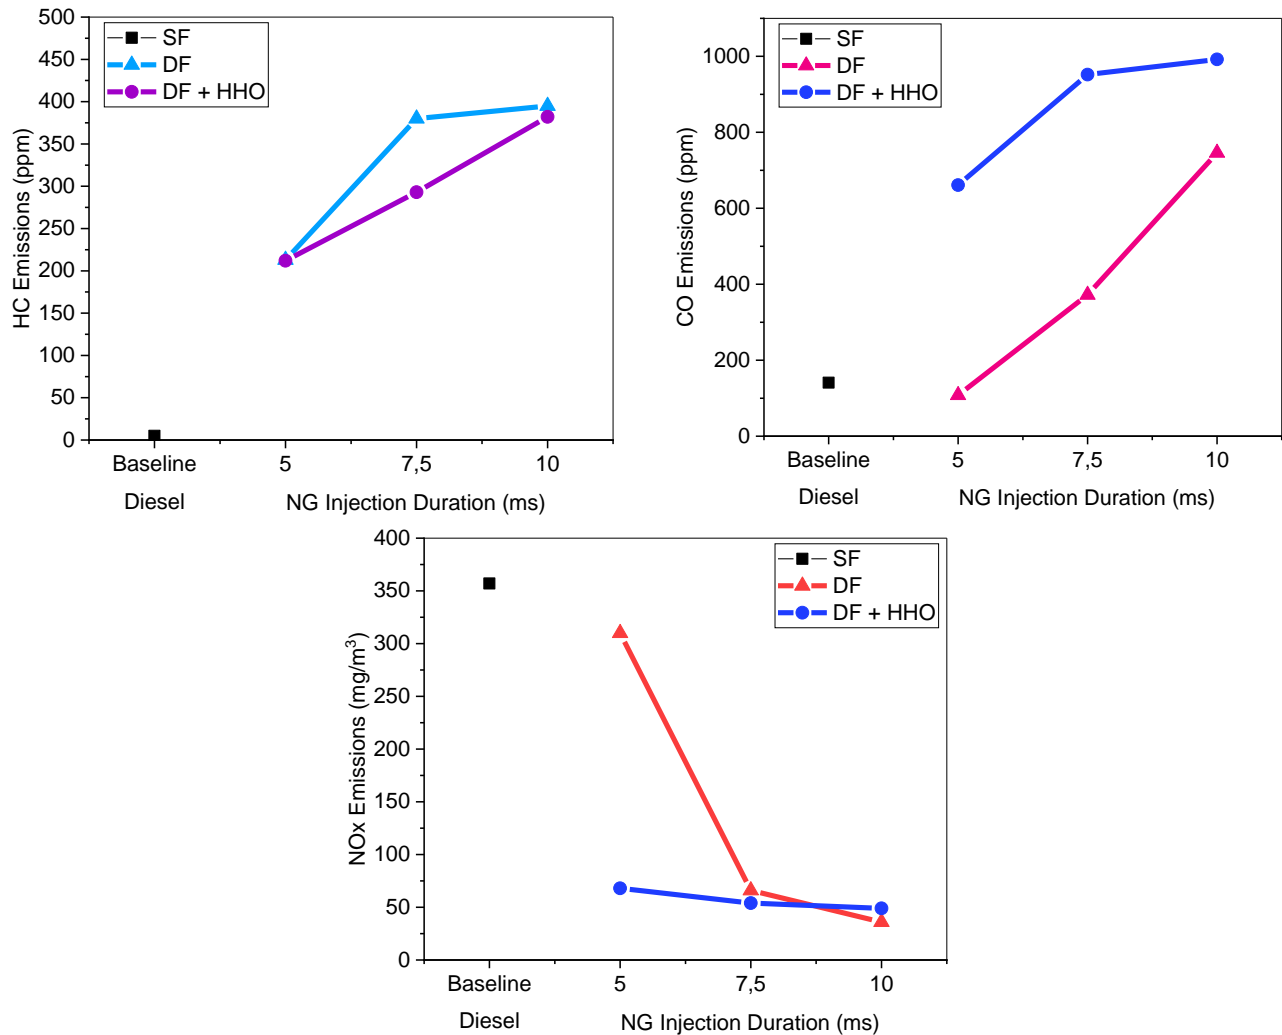 500
450
400
350
300
250
200
150
100
50
0
HC Emissions (ppm)
SF
DF
DF + HHO
Baseline
Diesel
5
7,5
10
NG Injection Duration (ms)
1000
800
600
400
200
0
CO Emissions (ppm)
SF
DF
DF + HHO
Baseline
Diesel
5
7,5
10
NG Injection Duration (ms)
400
350
300
250
200
150
100
50
0
NOx Emissions (mg/m³)
SF
DF
DF + HHO
Baseline
Diesel
5
7,5
10
NG Injection Duration (ms)